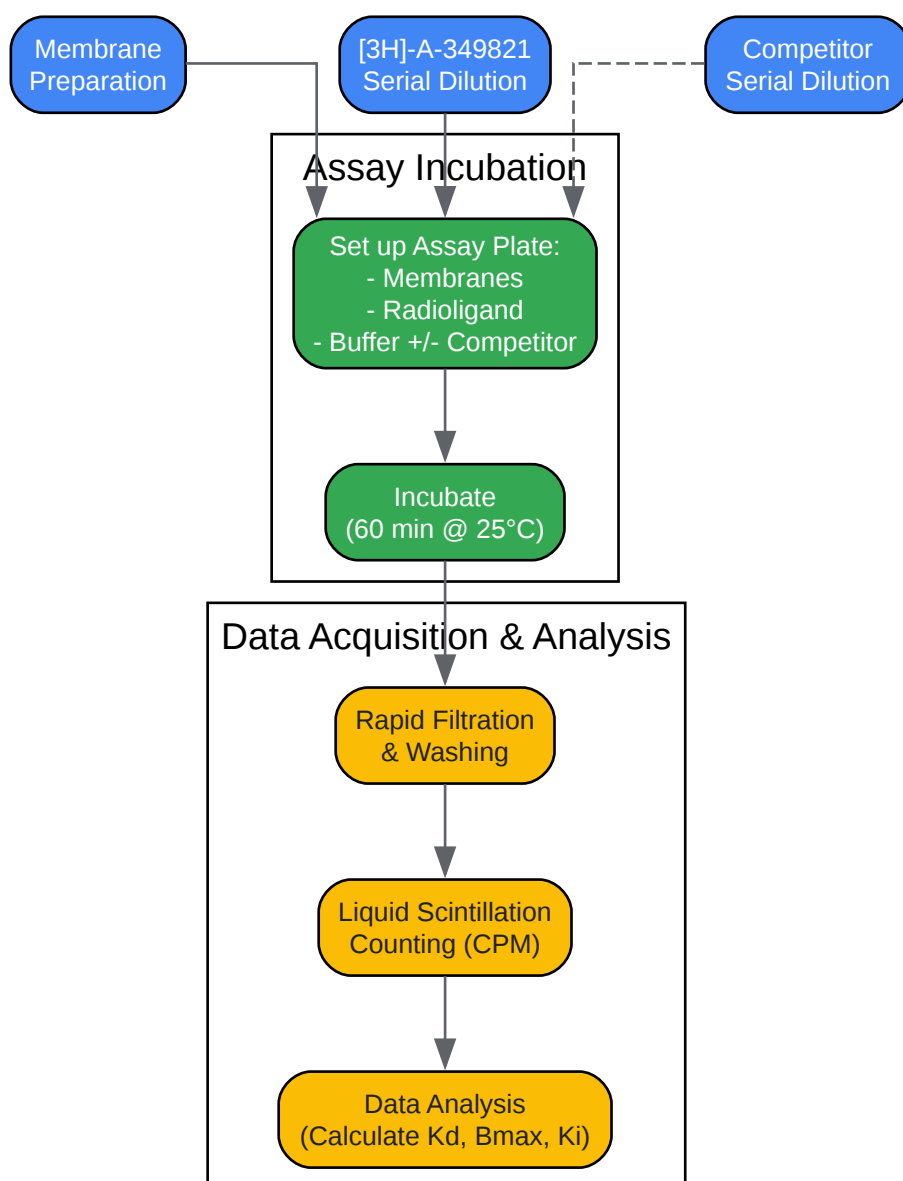 Membrane
Preparation
[3H]-A-349821
Serial Dilution
Competitor
Serial Dilution
Assay Incubation
Set up Assay Plate:
- Membranes
- Radioligand
- Buffer +/- Competitor
Incubate
(60 min @ 25°C)
Data Acquisition & Analysis
Rapid Filtration
& Washing
Liquid Scintillation
Counting (CPM)
Data Analysis
(Calculate Kd, Bmax, Ki)